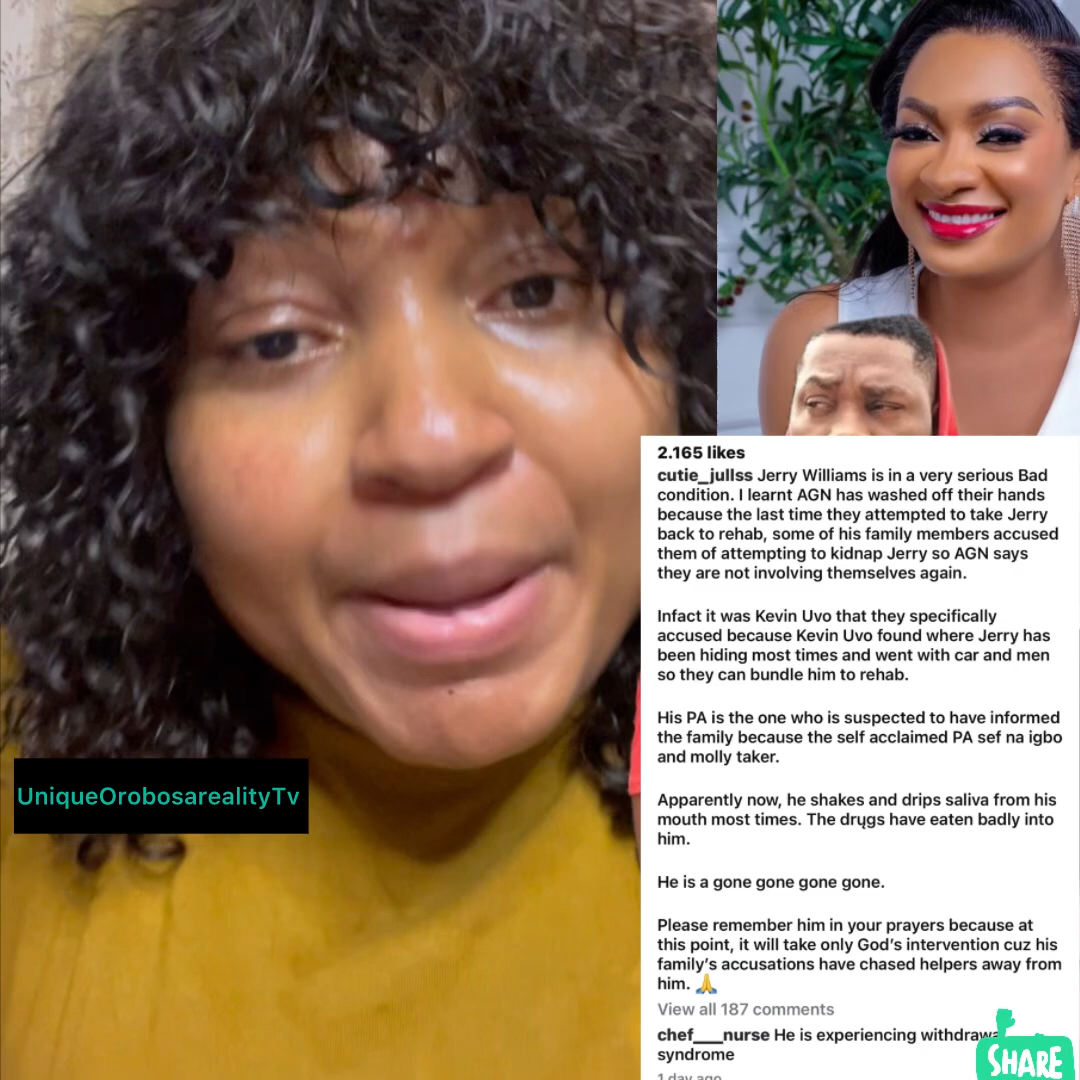 UniqueOrobosarealityTv
2.165 likes
cutie_jullss Jerry Williams is in a very serious Bad
condition. I learnt AGN has washed off their hands
because the last time they attempted to take Jerry
back to rehab, some of his family members accused
them of attempting to kidnap Jerry so AGN says
they are not involving themselves again.
Infact it was Kevin Uvo that they specifically
accused because Kevin Uvo found where Jerry has
been hiding most times and went with car and men
so they can bundle him to rehab.
His PA is the one who is suspected to have informed
the family because the self acclaimed PA sef na igbo
and molly taker.
Apparently now, he shakes and drips saliva from his
mouth most times. The drųgs have eaten badly into
him.
He is a gone gone gone gone.
Please remember him in your prayers because at
this point, it will take only God's intervention cuz his
family's accusations have chased helpers away from
him. 🙏
View all 187 comments
chef___nurse He is experiencing withdrawa
syndrome
1 day ago
SHARE